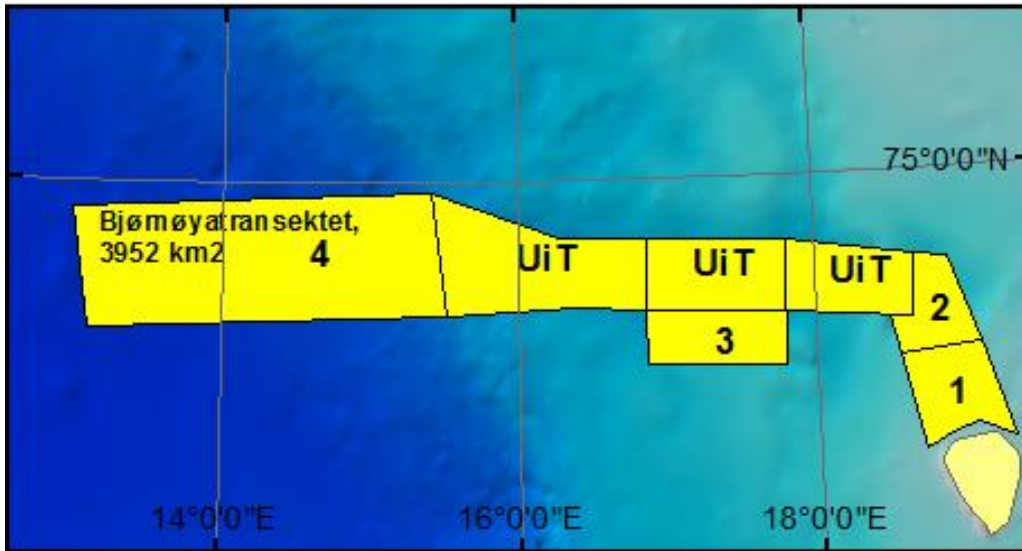 75°0'0"N
Bjørnøyatransektet,
3952 km2
4
UiT
UiT
UiT
2
3
1
14°0'0"E
16°0'0"E
18°0'0"E